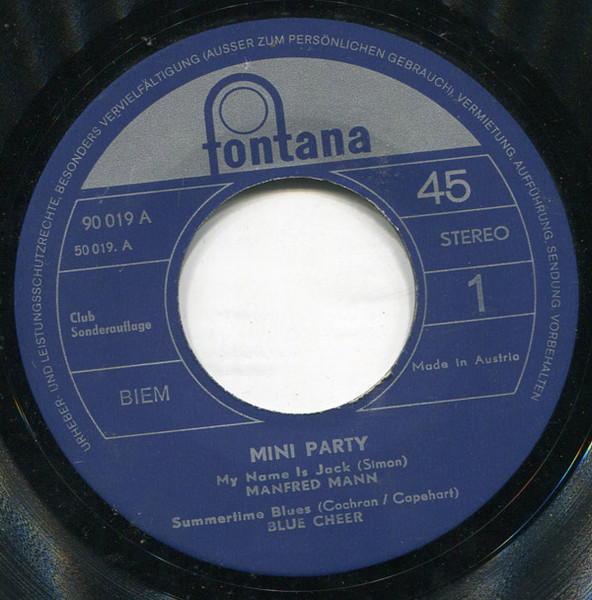 URHEBER- UND LEISTUNGSSCHUTZRECHTE, BESONDERS VERVIELFÄLTIGUNG (AUSSER ZUM PERSÖNLICHEN GEBRAUCH), VERMIETUNG, AUFFÜHRUNG, SENDUNG VORBEHALTEN
fontana
90 019 A
50 019. A
Club
Sonderauflage
BIEM
45
STEREO
1
Made in Austria
MINI PARTY
My Name Is Jack (Simon)
MANFRED MANN
Summertime Blues (Cochran / Capehart)
BLUE CHEER